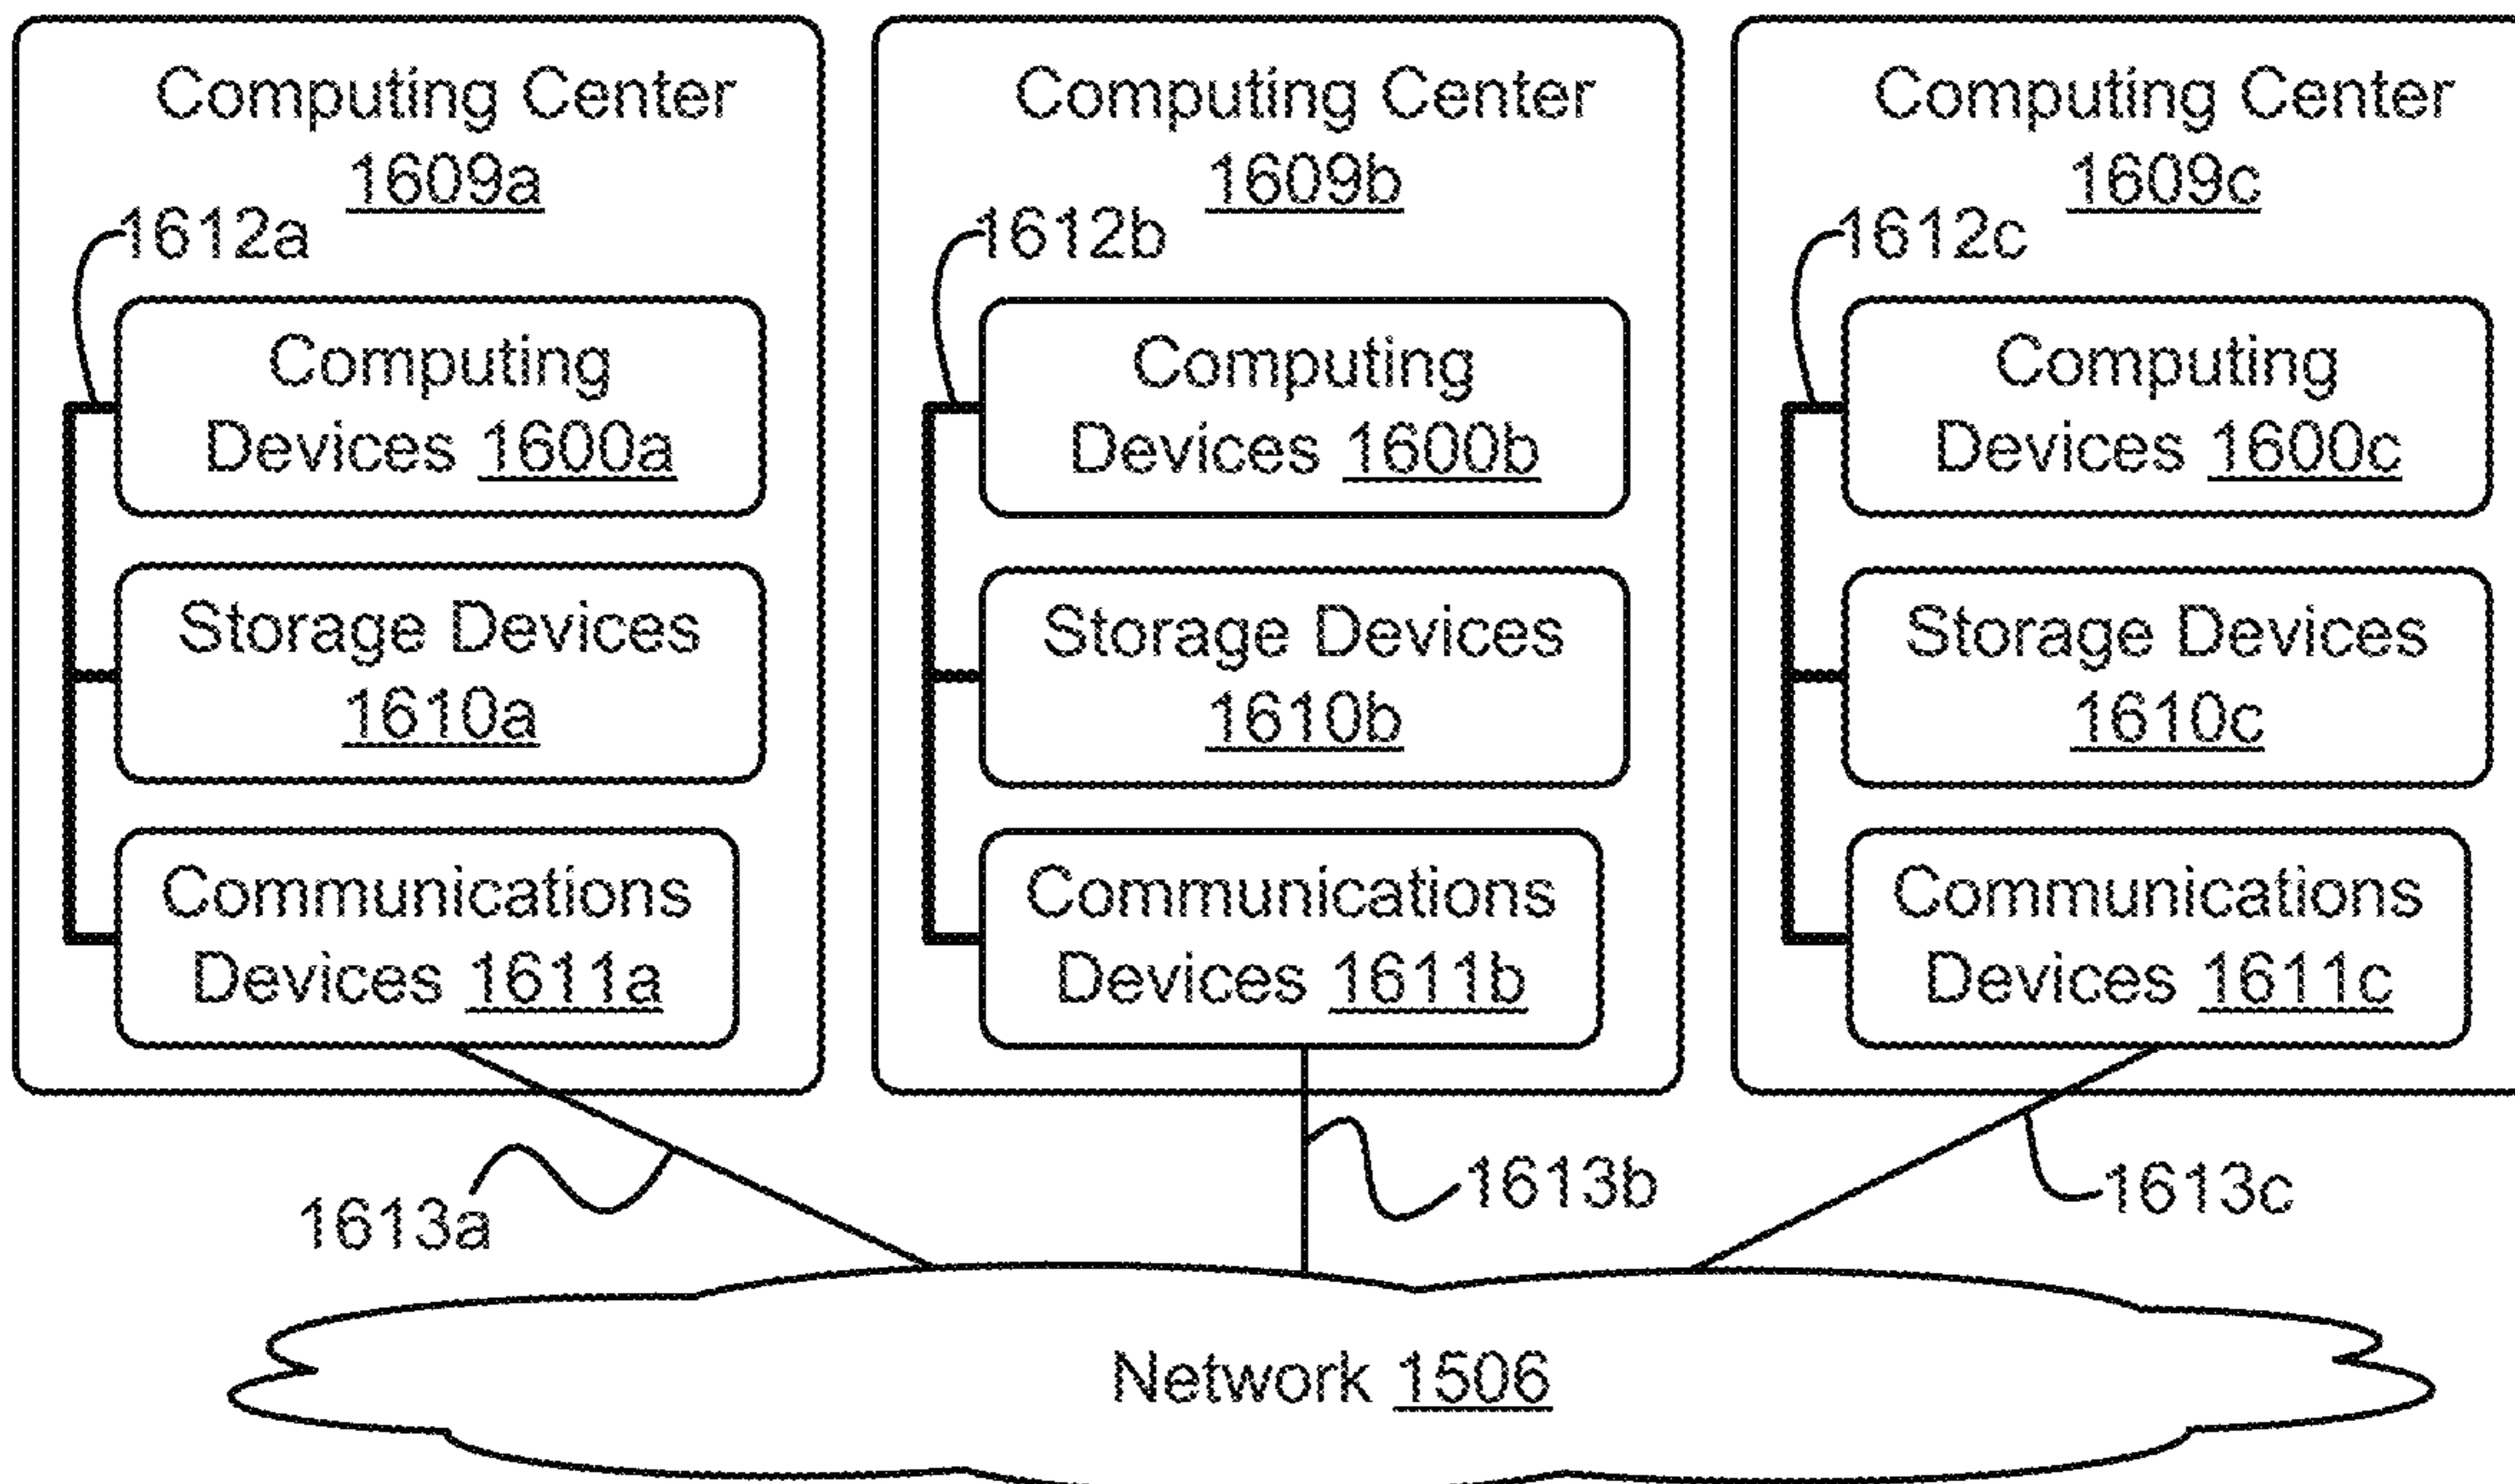 Computing Center
1609a
1612a
Computing
Devices 1600a
Storage Devices
1610a
Communications
Devices 1611a
Computing Center
1609b
1612b
Computing
Devices 1600b
Storage Devices
1610b
Communications
Devices 1611b
Computing Center
1609c
1612c
Computing
Devices 1600c
Storage Devices
1610c
Communications
Devices 1611c
1613a
1613b
1613c
Network 1506